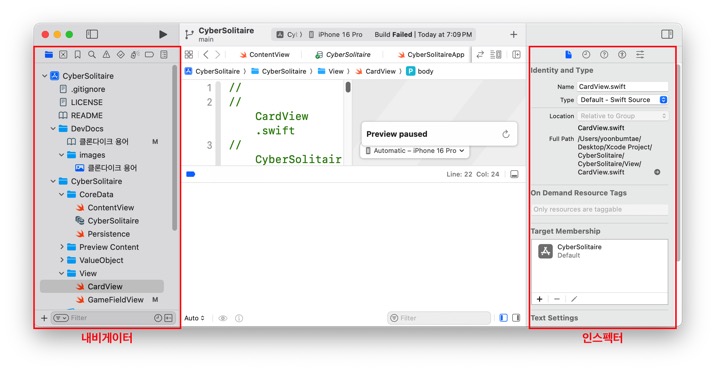 CyberSolitaire
main
Cy
iPhone 16 Pro
Build Failed | Today at 7:09 PM
ContentView
CyberSolitaire
CyberSolitaireApp
CyberSolitaire
CyberSolitaire
View
CardView
P
body
CyberSolitaire
.gitignore
LICENSE
README
DevDocs
클론다이크 용어
M
images
클론다이크 용어
CyberSolitaire
CoreData
ContentView
CyberSolitaire
Persistence
Preview Content
ValueObject
View
CardView
GameFieldView
M
Filter
내비게이터
1
//
2
//
CardView
.swift
3
//
CyberSolitair
Preview paused
Automatic – iPhone 16 Pro
Line: 22 Col: 24
Auto
Filter
Identity and Type
Name
CardView.swift
Type
Default - Swift Source
Location
Relative to Group
CardView.swift
Full Path
/Users/yoonbumtae/
Desktop/Xcode Project/
CyberSolitaire/
CyberSolitaire/View/
CardView.swift
On Demand Resource Tags
Only resources are taggable
Target Membership
CyberSolitaire
Default
Text Settings
인스펙터